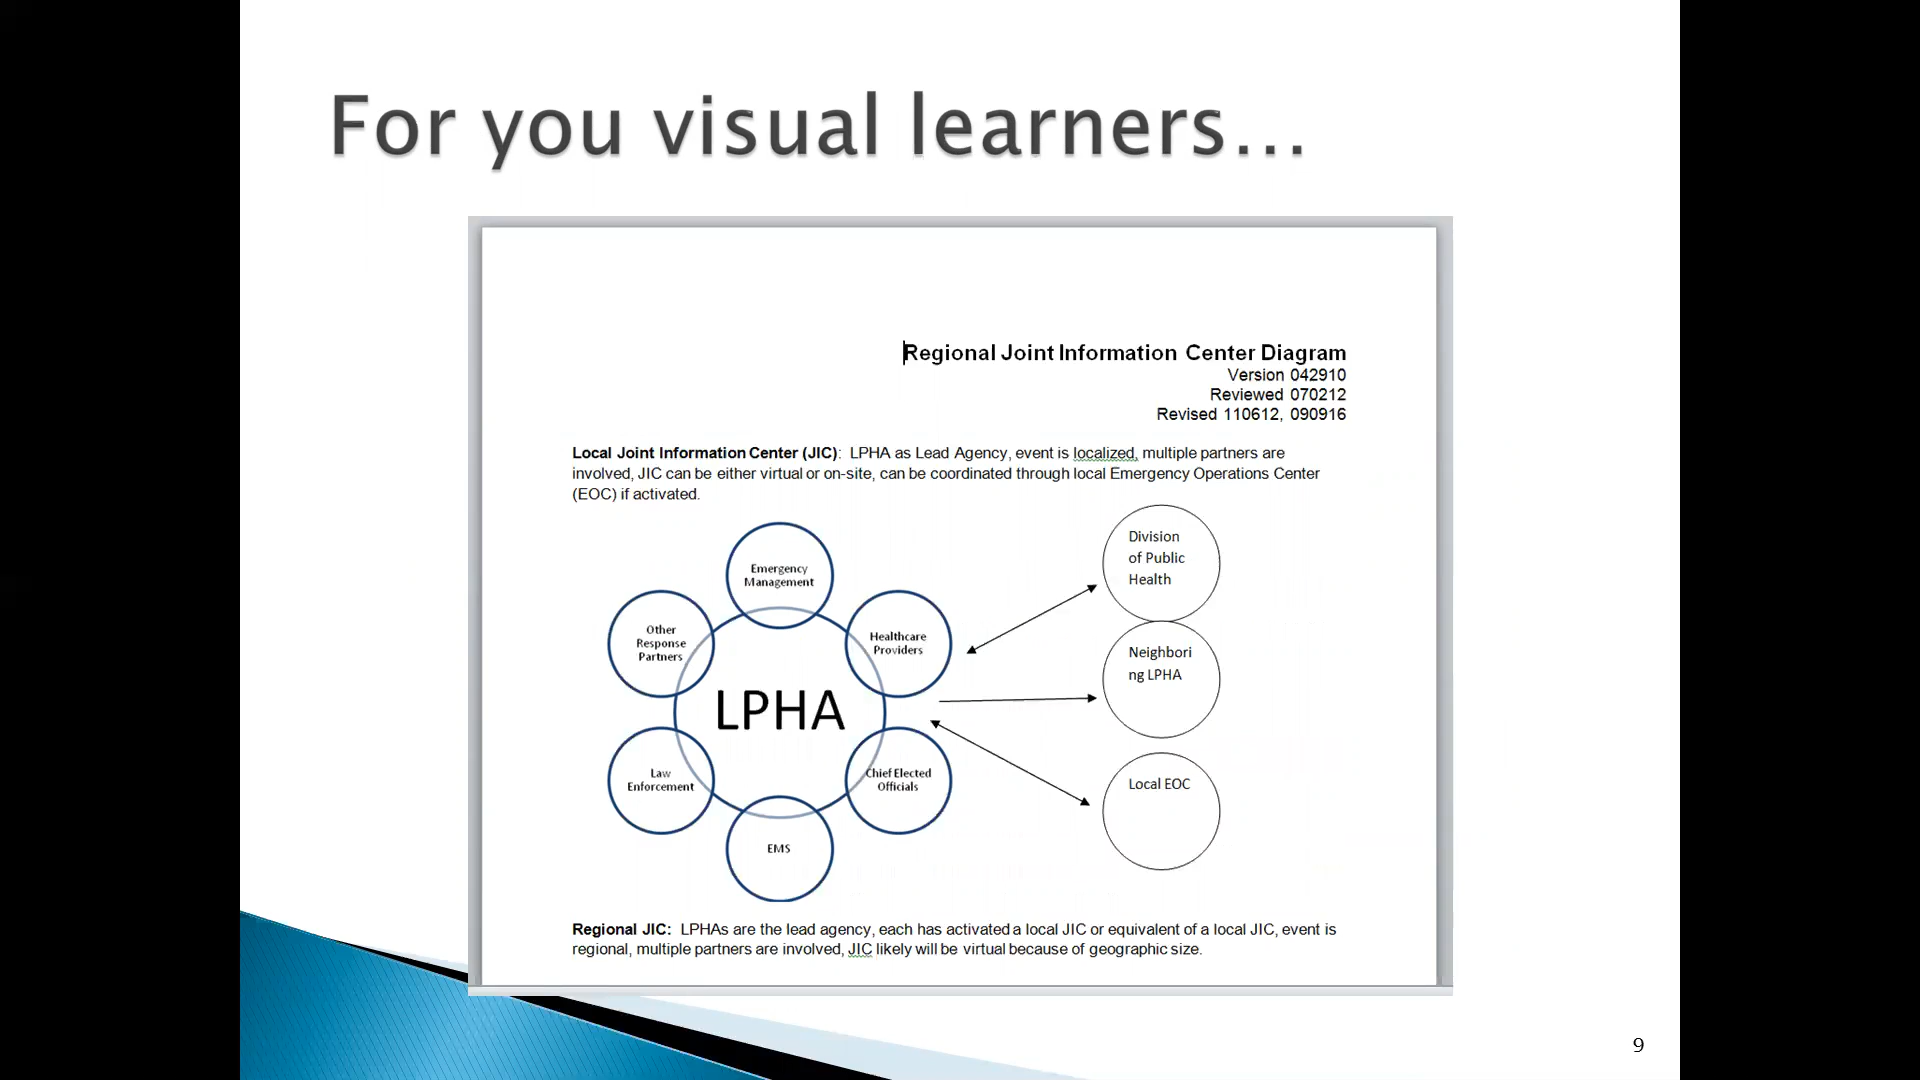 For you visual learners...
Regional Joint Information Center Diagram
Version 042910
Reviewed 070212
Revised 110612, 090916
Local Joint Information Center (JIC):  LPHA as Lead Agency, event is localized, multiple partners are
involved, JIC can be either virtual or on-site, can be coordinated through local Emergency Operations Center
(EOC) if activated.
Emergency
Management
Other
Response
Partners
Healthcare
Providers
LPHA
Law
Enforcement
Chief Elected
Officials
EMS
Division
of Public
Health
Neighbori
ng LPHA
Local EOC
Regional JIC:  LPHAs are the lead agency, each has activated a local JIC or equivalent of a local JIC, event is
regional, multiple partners are involved, JIC likely will be virtual because of geographic size.
9